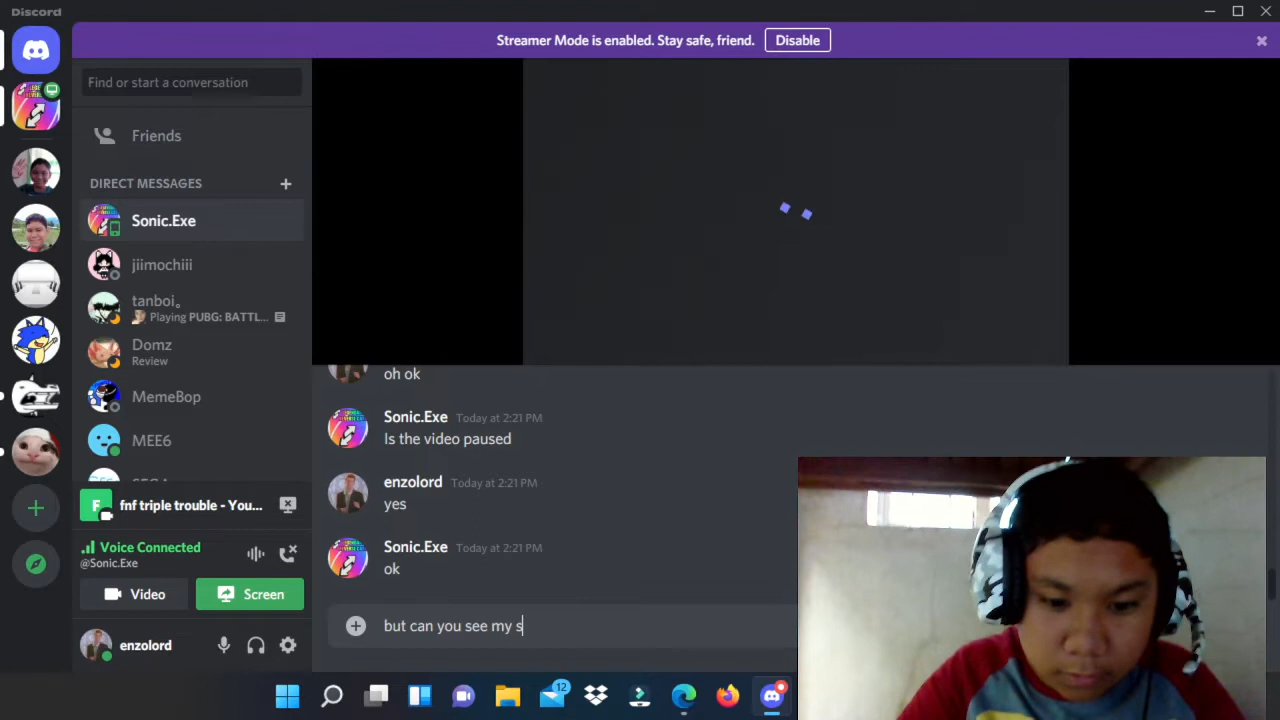 Discord
Streamer Mode is enabled. Stay safe, friend.
Disable
Find or start a conversation
Friends
DIRECT MESSAGES
Sonic.Exe
jiimochiii
tanboi。
Playing PUBG: BATTL...
Domz
Review
MemeBop
MEE6
F
fnf triple trouble - You...
Voice Connected
@Sonic.Exe
Video
Screen
enzolord
oh ok
Sonic.Exe Today at 2:21 PM
Is the video paused
enzolord Today at 2:21 PM
yes
Sonic.Exe Today at 2:21 PM
ok
but can you see my s
12